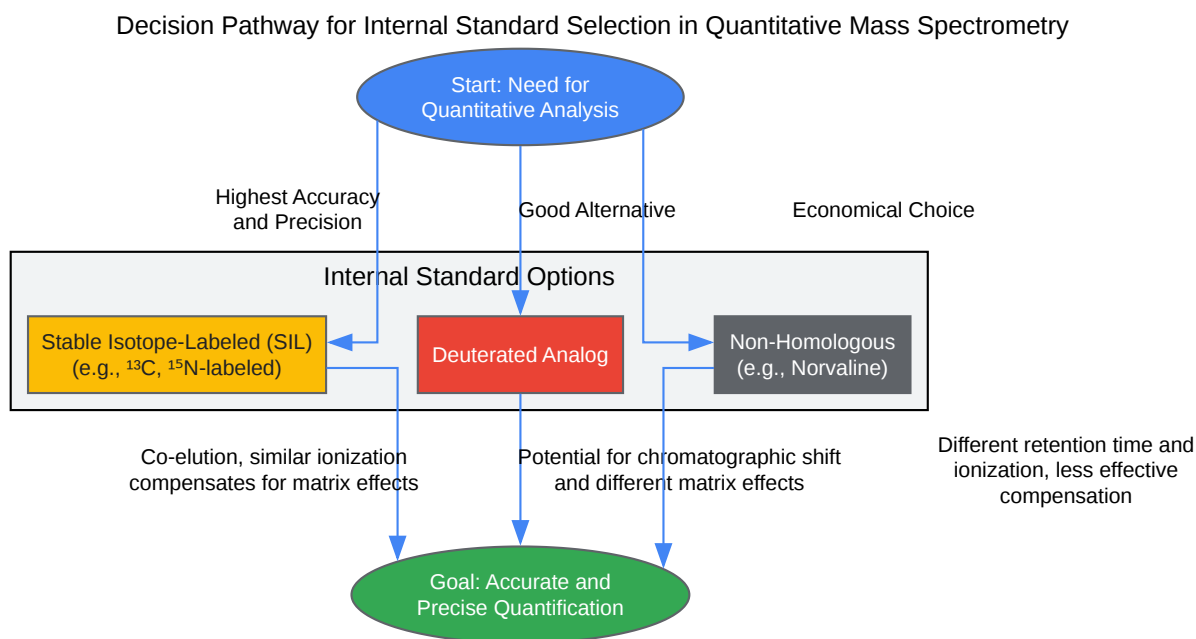 Decision Pathway for Internal Standard Selection in Quantitative Mass Spectrometry
Start: Need for
Quantitative Analysis
Highest Accuracy
and Precision
Good Alternative
Economical Choice
Internal Standard Options
Stable Isotope-Labeled (SIL)
(e.g., ¹³C, ¹⁵N-labeled)
Deuterated Analog
Non-Homologous
(e.g., Norvaline)
Co-elution, similar ionization
compensates for matrix effects
Potential for chromatographic shift
and different matrix effects
Different retention time and
ionization, less effective
compensation
Goal: Accurate and
Precise Quantification